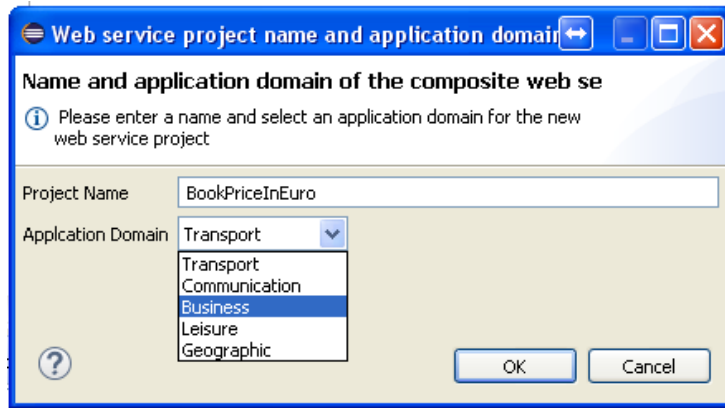 Web service project name and application domain
Name and application domain of the composite web se
Please enter a name and select an application domain for the new
web service project
Project Name BookPriceInEuro
Applcation Domain Transport
Transport
Communication
Business
Leisure
Geographic
? OK Cancel